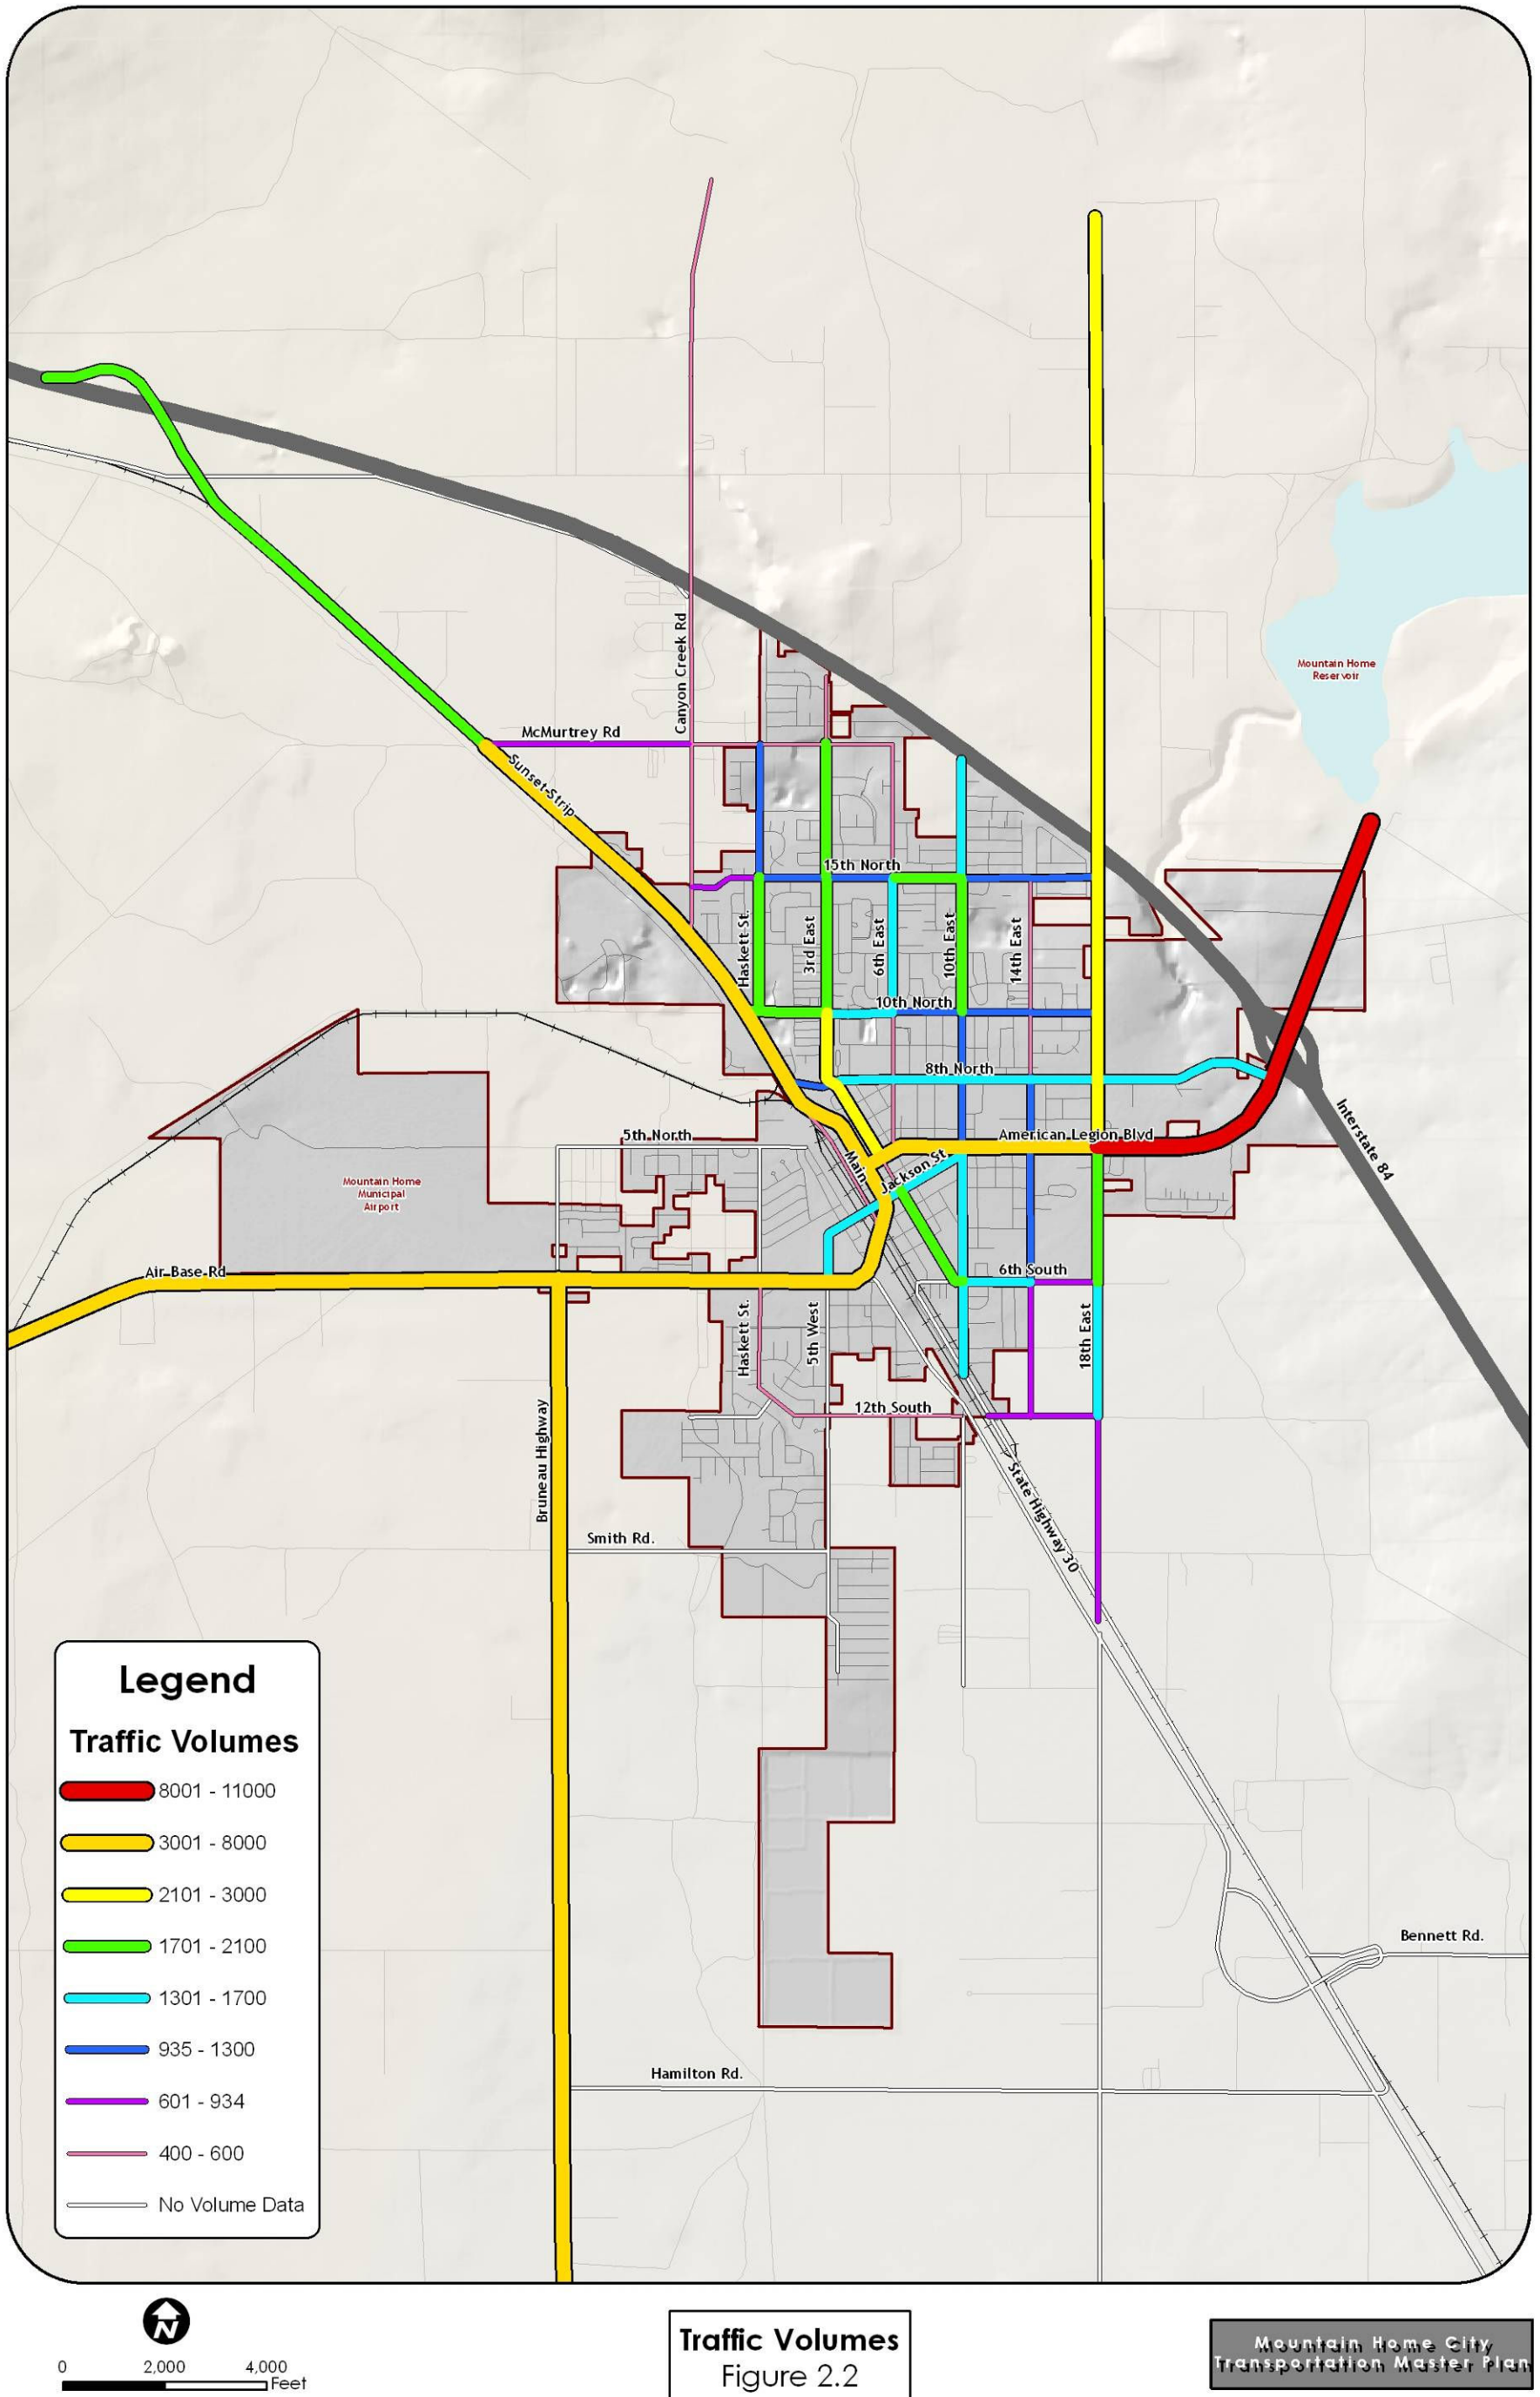 Mountain Home
Reservoir
Canyon Creek Rd
McMurtrey Rd
Sunset Strip
15th North
Haskett St.
3rd East
6th East
10th East
14th East
10th North
8th North
American Legion Blvd
Interstate 84
5th North
Main
Jackson St
Mountain Home
Municipal
Airport
Air Base Rd
6th South
Haskett St.
5th West
18th East
12th South
Bruneau Highway
State Highway 30
Smith Rd.
Bennett Rd.
Hamilton Rd.
Legend
Traffic Volumes
8001 - 11000
3001 - 8000
2101 - 3000
1701 - 2100
1301 - 1700
935 - 1300
601 - 934
400 - 600
No Volume Data
N
0 2,000 4,000
Feet
Traffic Volumes
Figure 2.2
Mountain Home City
Transportation Master Plan